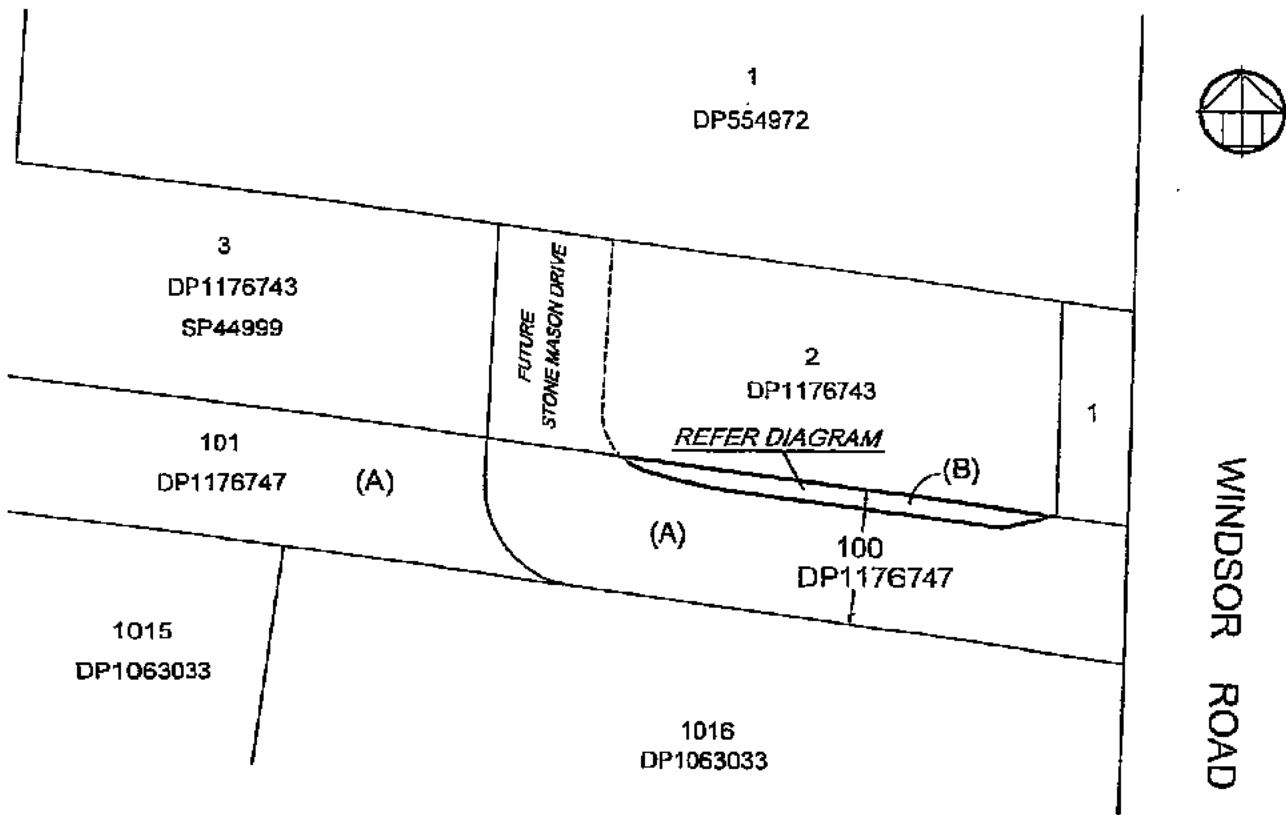 1
DP554972
3
DP1176743
SP44999
FUTURE
STONE MASON DRIVE
2
DP1176743
1
REFER DIAGRAM
(B)
101
DP1176747
(A)
(A)
100
DP1176747
1015
DP1063033
1016
DP1063033
WINDSOR ROAD